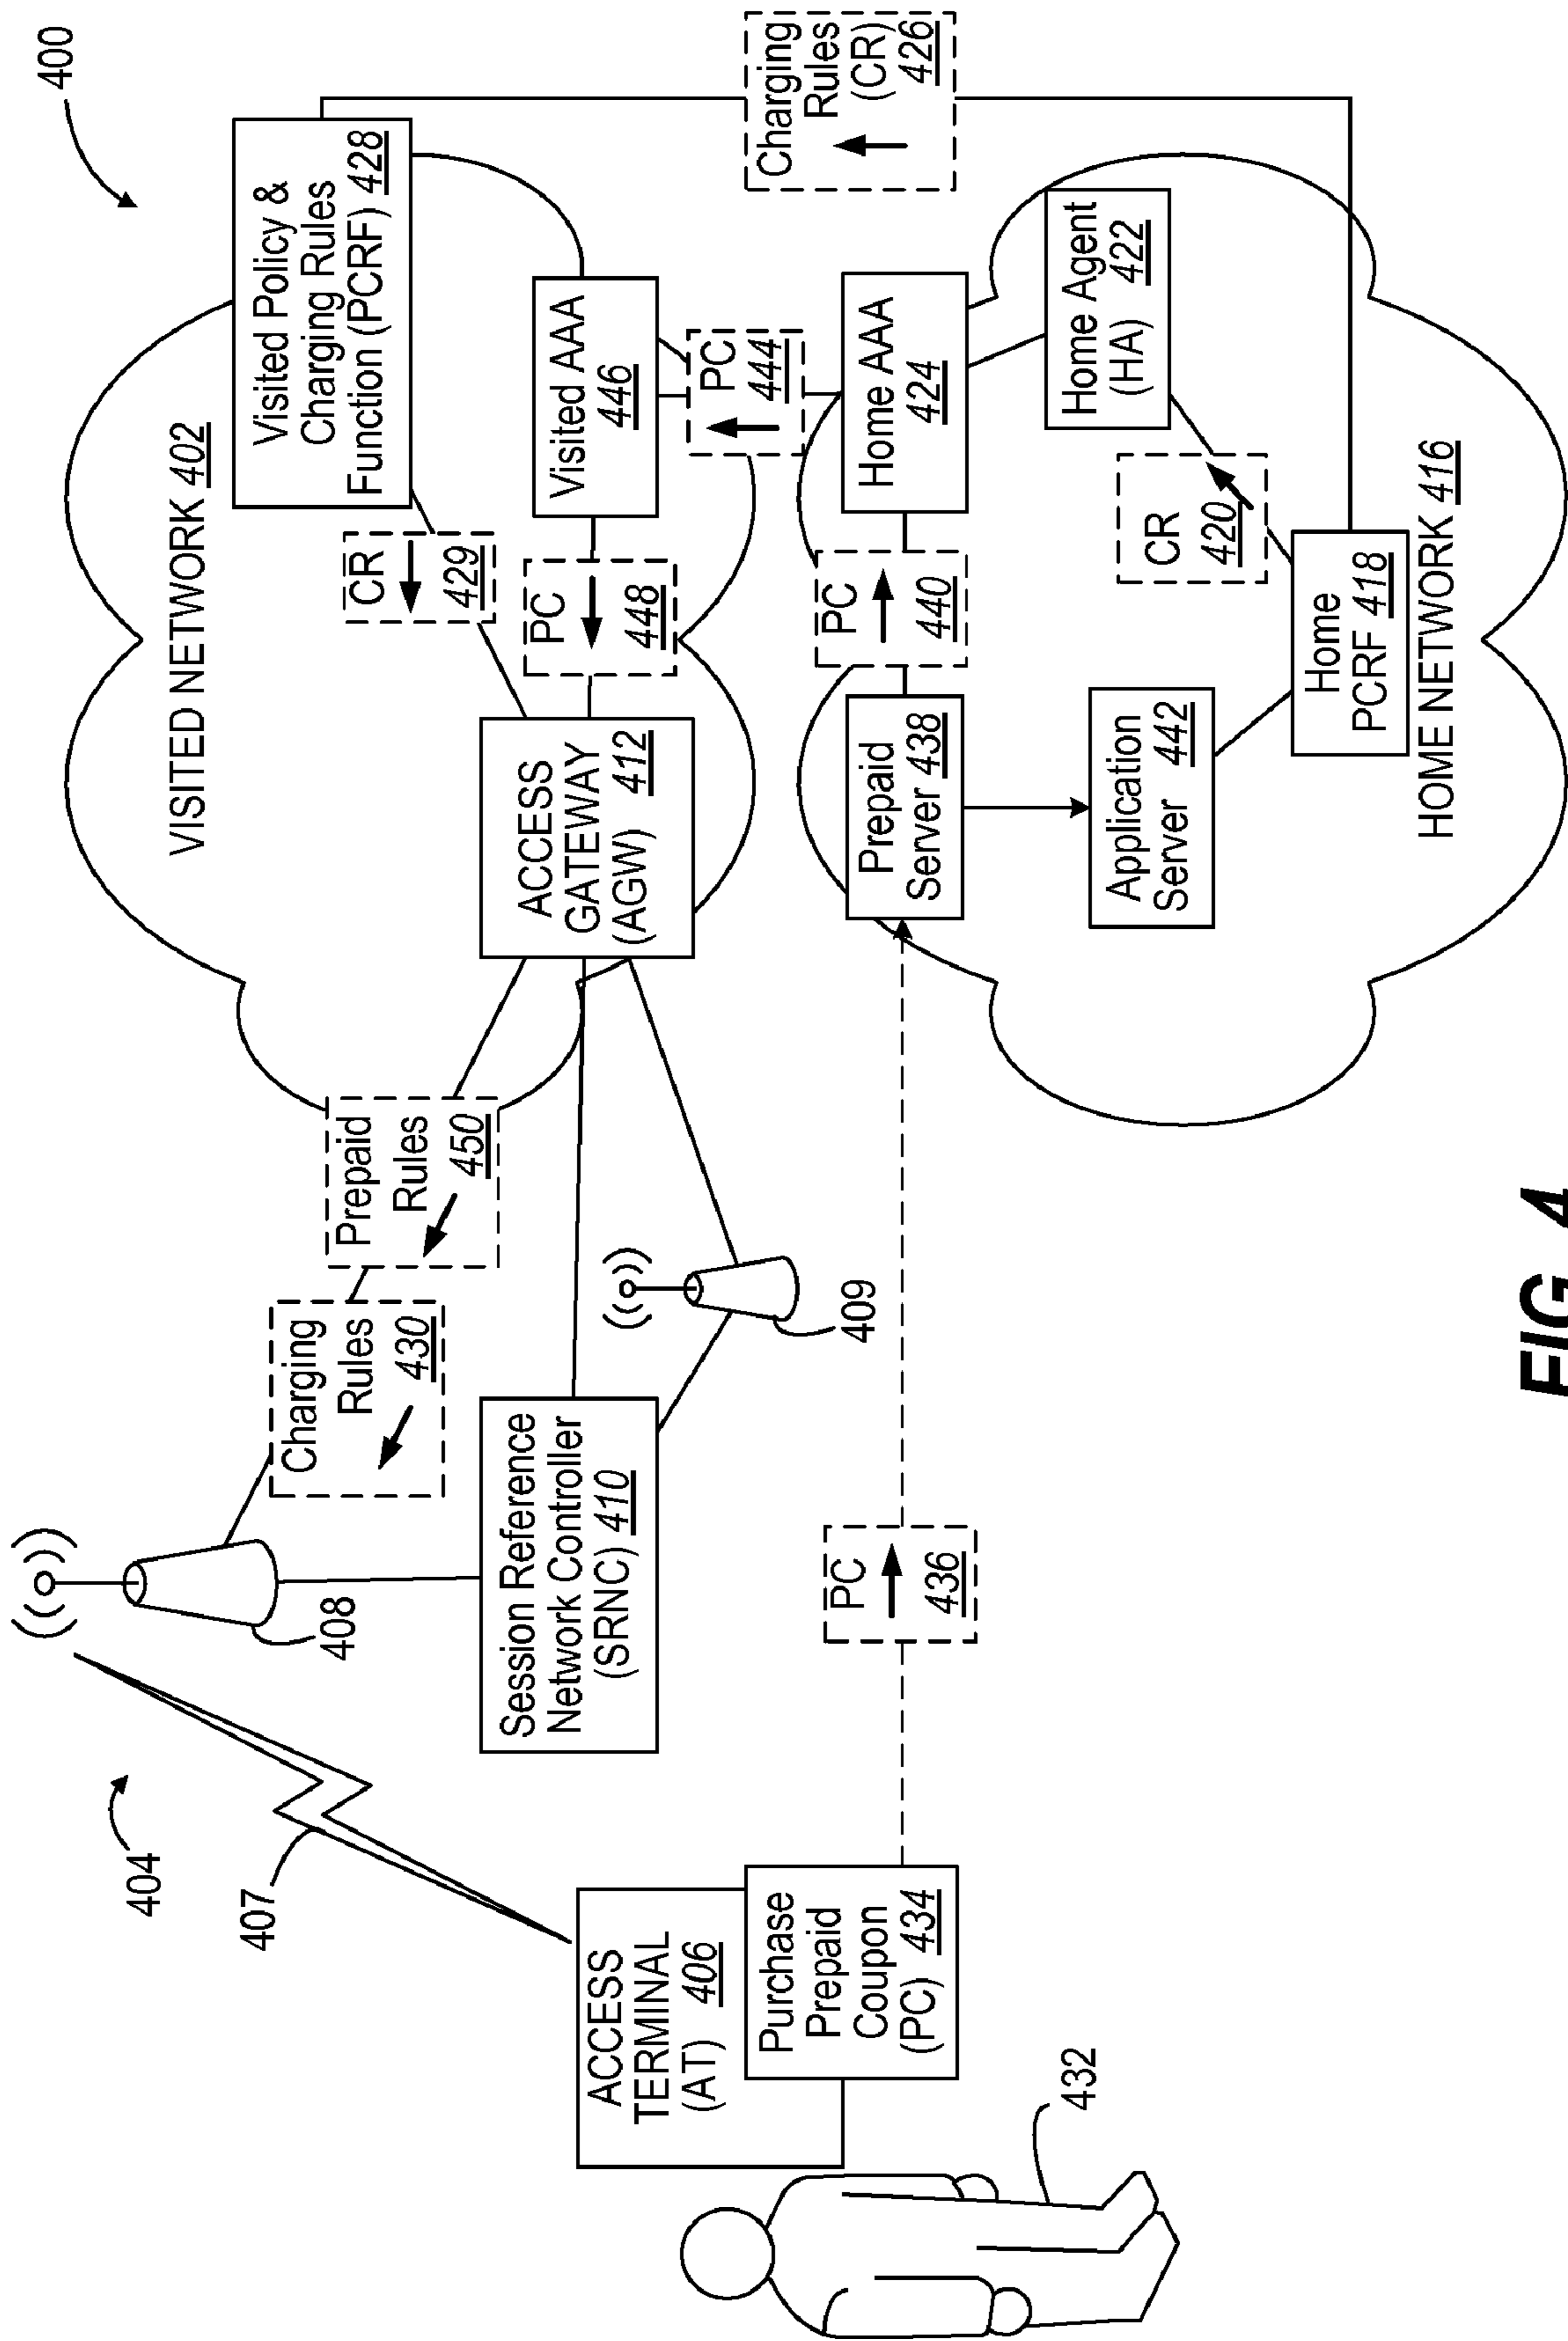 400
VISITED NETWORK 402
Visited Policy &
Charging Rules
Function (PCRF) 428
404
407
408
Charging
Rules
430
Prepaid
Rules
450
CR
429
ACCESS
GATEWAY
(AGW) 412
PC
448
Visited AAA
446
Session Reference
Network Controller
(SRNC) 410
409
PC
444
Charging
Rules
(CR)
426
ACCESS
TERMINAL
(AT) 406
Purchase
Prepaid
Coupon
(PC) 434
PC
436
Prepaid
Server 438
PC
440
Home AAA
424
Home Agent
(HA) 422
Application
Server 442
CR
420
Home
PCRF 418
HOME NETWORK 416
432
FIG. 4